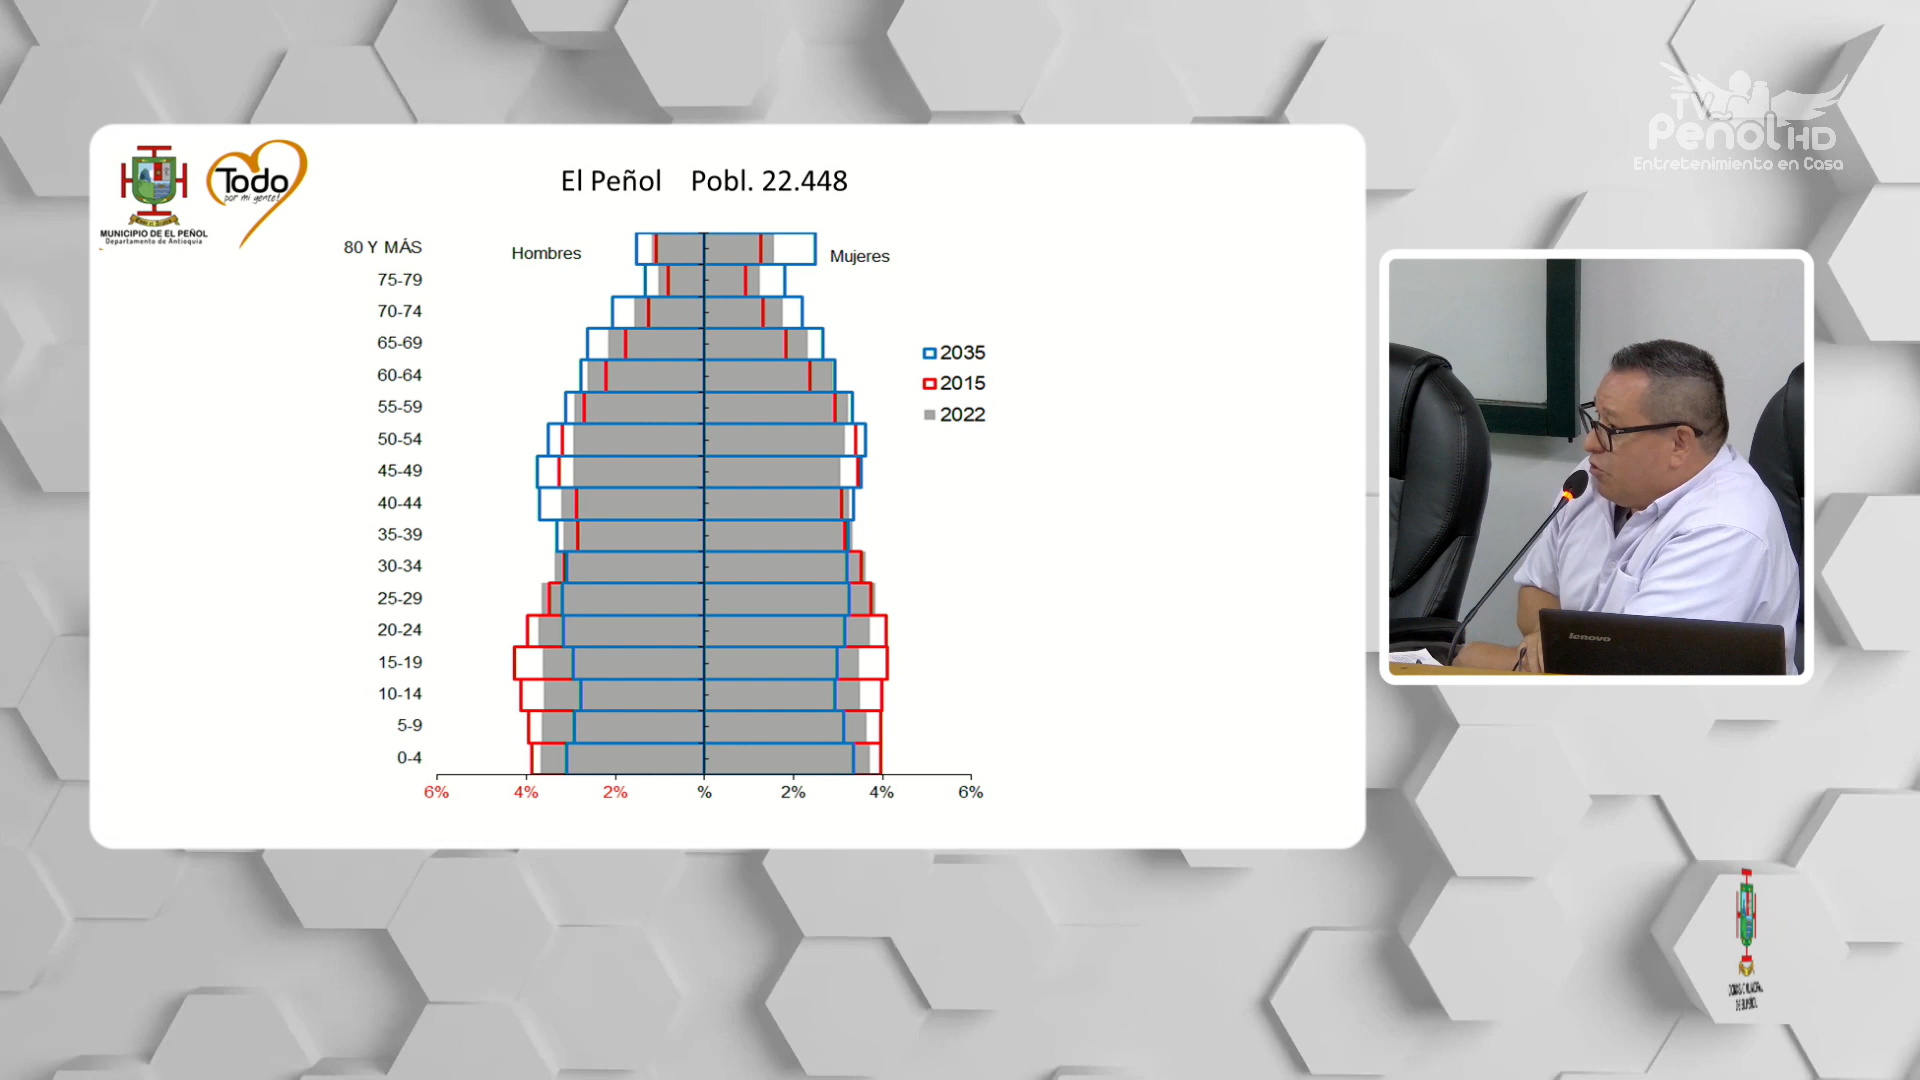 TV
Peñol HD
Entretenimiento en Casa
Todo
por mi gente!
MUNICIPIO DE EL PEÑOL
Departamento de Antioquia
El Peñol Pobl. 22.448
Hombres
Mujeres
80 Y MÁS
75-79
70-74
65-69
60-64
55-59
50-54
45-49
40-44
35-39
30-34
25-29
20-24
15-19
10-14
5-9
0-4
6% 4% 2% % 2% 4% 6%
2035
2015
2022
lenovo